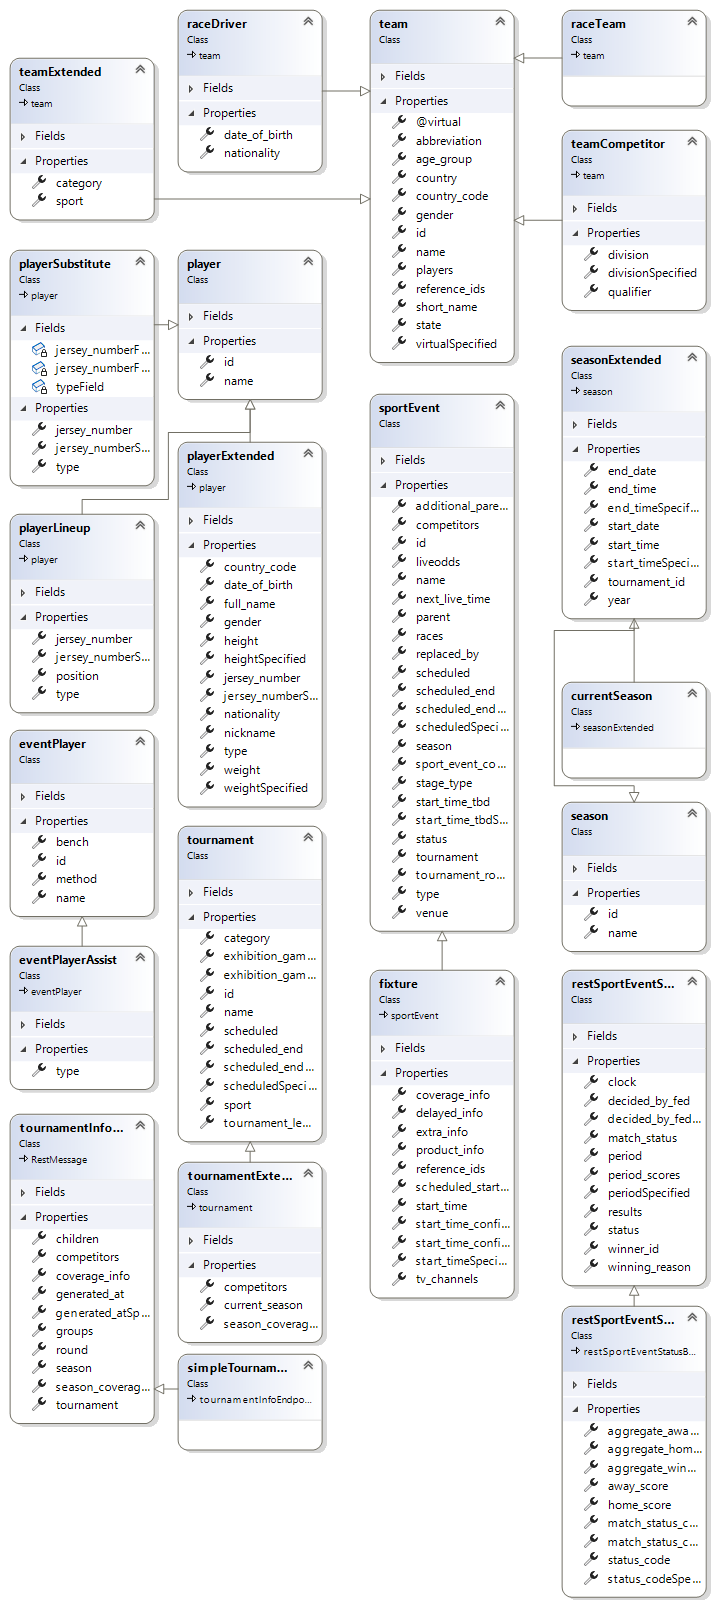 raceDriver
Class
team
Fields
Properties
date_of_birth
nationality
team
Class
Fields
Properties
@virtual
abbreviation
age_group
country
country_code
gender
id
name
players
reference_ids
short_name
state
virtualSpecified
raceTeam
Class
team
teamExtended
Class
team
Fields
Properties
category
sport
teamCompetitor
Class
team
Fields
Properties
division
divisionSpecified
qualifier
playerSubstitute
Class
player
Fields
jersey_numberF...
jersey_numberF...
typeField
Properties
jersey_number
jersey_numberS...
type
player
Class
Fields
Properties
id
name
seasonExtended
Class
season
Fields
Properties
end_date
end_time
end_timeSpecif...
start_date
start_time
start_timeSpeci...
tournament_id
year
sportEvent
Class
Fields
Properties
additional_pare...
competitors
id
liveodds
name
next_live_time
parent
races
replaced_by
scheduled
scheduled_end
scheduled_end...
scheduledSpeci...
season
sport_event_co...
stage_type
start_time_tbd
start_time_tbdS...
status
tournament
tournament_ro...
type
venue
playerExtended
Class
player
Fields
Properties
country_code
date_of_birth
full_name
gender
height
heightSpecified
jersey_number
jersey_numberS...
nationality
nickname
type
weight
weightSpecified
playerLineup
Class
player
Fields
Properties
jersey_number
jersey_numberS...
position
type
currentSeason
Class
seasonExtended
eventPlayer
Class
Fields
Properties
bench
id
method
name
season
Class
Fields
Properties
id
name
tournament
Class
Fields
Properties
category
exhibition_gam...
exhibition_gam...
id
name
scheduled
scheduled_end
scheduled_end...
scheduledSpeci...
sport
tournament_le...
eventPlayerAssist
Class
eventPlayer
Fields
Properties
type
fixture
Class
sportEvent
Fields
Properties
coverage_info
delayed_info
extra_info
product_info
reference_ids
scheduled_start...
start_time
start_time_confi...
start_time_confi...
start_timeSpeci...
tv_channels
restSportEventS...
Class
Fields
Properties
clock
decided_by_fed
decided_by_fed...
match_status
period
period_scores
periodSpecified
results
status
winner_id
winning_reason
tournamentInfo...
Class
RestMessage
Fields
Properties
children
competitors
coverage_info
generated_at
generated_atSp...
groups
round
season
season_coverag...
tournament
tournamentExte...
Class
tournament
Fields
Properties
competitors
current_season
season_coverag...
simpleTournam...
Class
tournamentInfoEndpo...
restSportEventS...
Class
restSportEventStatusB...
Fields
Properties
aggregate_awa...
aggregate_hom...
aggregate_win...
away_score
home_score
match_status_c...
match_status_c...
status_code
status_codeSpe...